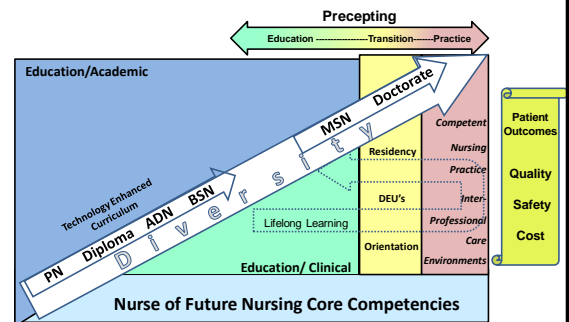 Precepting
Education ----------------Transition------Practice
Education/Academic
MSN Doctorate
Technology Enhanced
Curriculum
PN Diploma ADN BSN
Diversity
Residency
DEU's
Orientation
Lifelong Learning
Competent
Nursing
Practice
Inter-
Professional
Care
Environments
Education/ Clinical
Nurse of Future Nursing Core Competencies
Patient
Outcomes
Quality
Safety
Cost